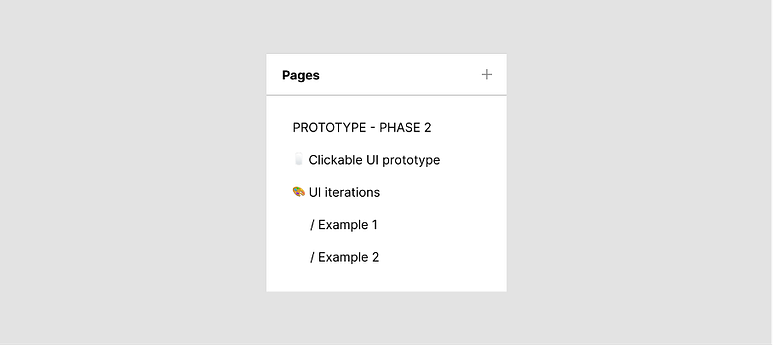 Pages
PROTOTYPE - PHASE 2
Clickable UI prototype
🎨 UI iterations
/ Example 1
/ Example 2